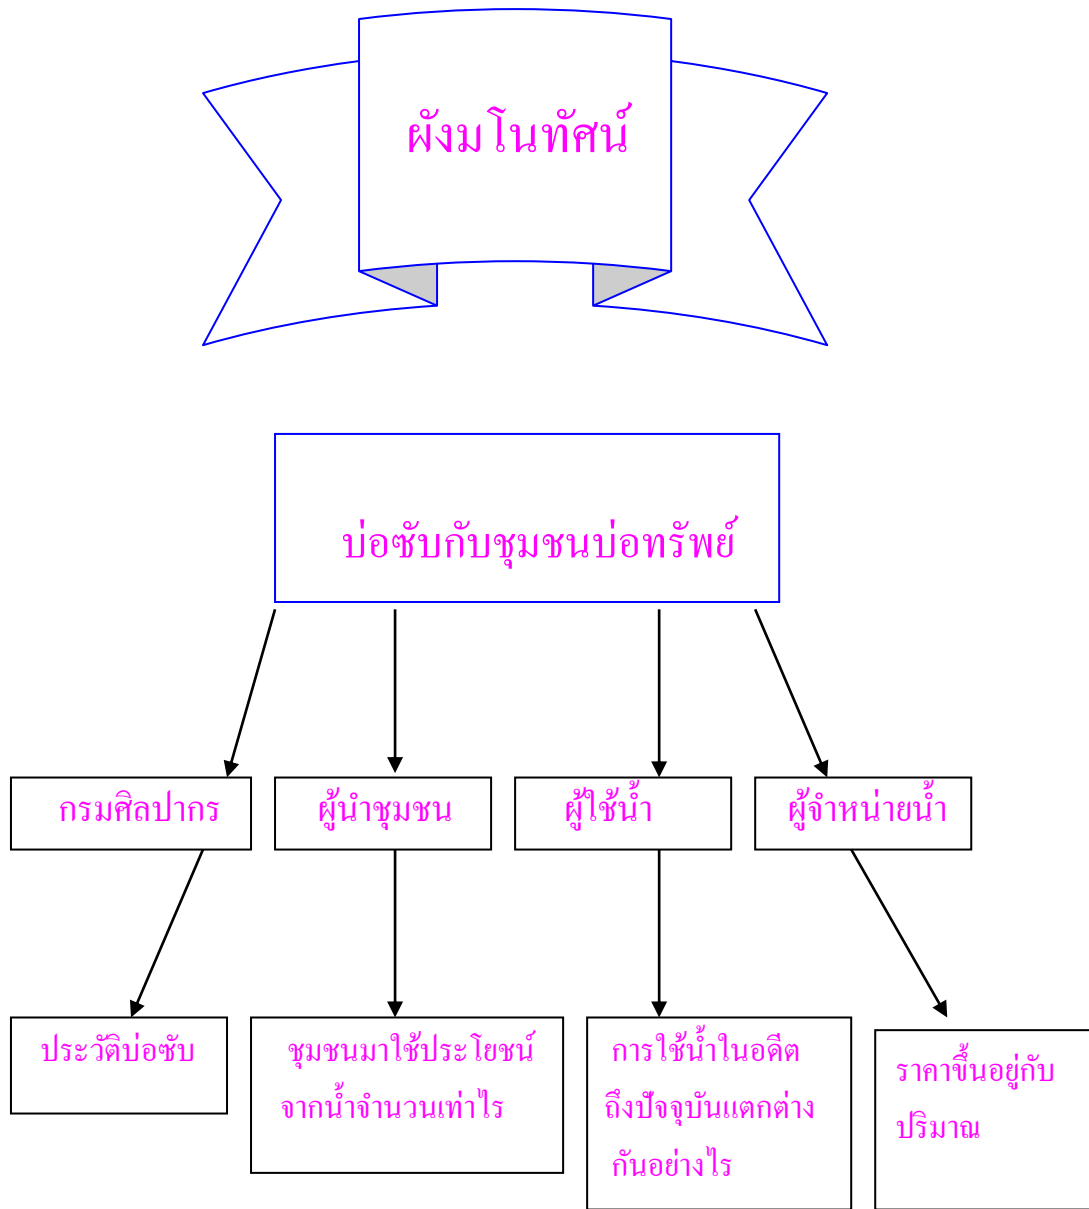 ผังมโนทัศน์
บ่อซับกับชุมชนบ่อทรัพย์
กรมศิลปากร
ผู้นำชุมชน
ผู้ใช้น้ำ
ผู้จำหน่ายน้ำ
ประวัติบ่อซับ
ชุมชนมาใช้ประโยชน์
จากน้ำจำนวนเท่าไร
การใช้น้ำในอดีต
ถึงปัจจุบันแตกต่าง
กันอย่างไร
ราคาขึ้นอยู่กับ
ปริมาณ